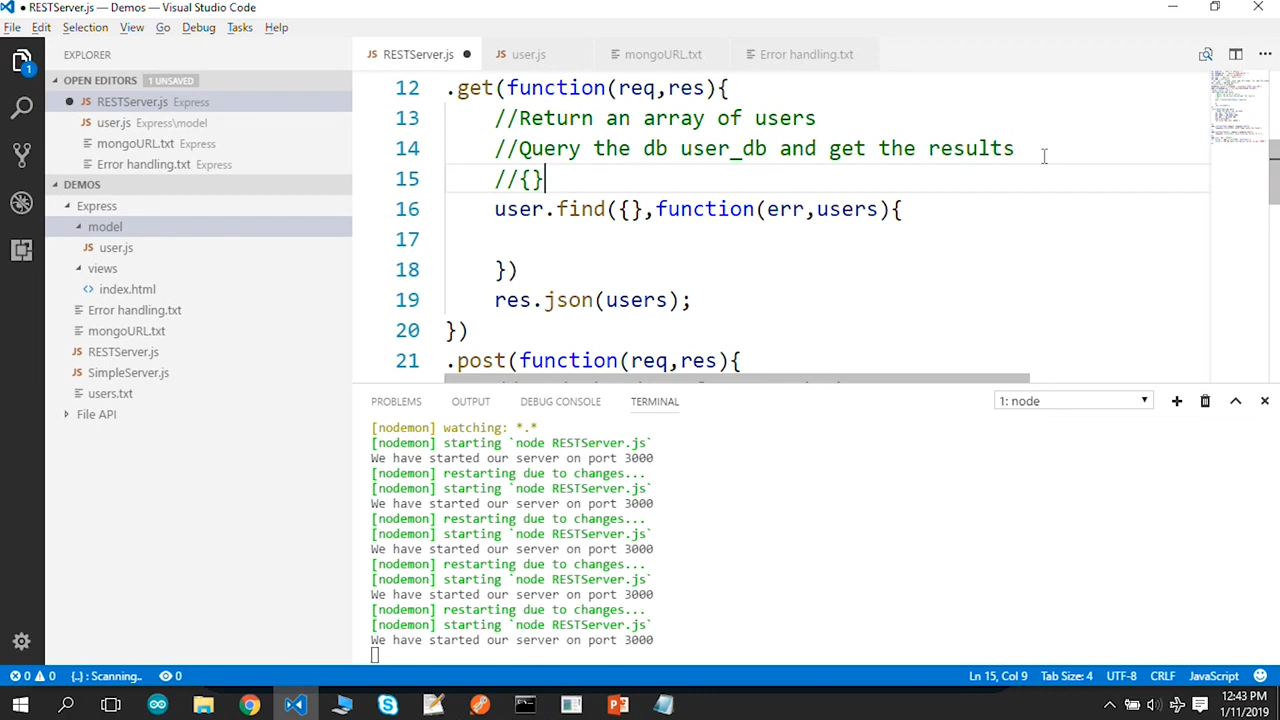 ● RESTServer.js — Demos — Visual Studio Code
File Edit Selection View Go Debug Tasks Help
EXPLORER
OPEN EDITORS 1 UNSAVED
● JS RESTServer.js Express
JS user.js Express\model
mongoURL.txt Express
Error handling.txt Express
DEMOS
Express
model
JS user.js
views
<> index.html
Error handling.txt
mongoURL.txt
JS RESTServer.js
JS SimpleServer.js
users.txt
File API
1
JS RESTServer.js ● JS user.js mongoURL.txt Error handling.txt
12 .get(function(req,res){
13 //Return an array of users
14 //Query the db user_db and get the results
15 //{}
16 user.find({},function(err,users){
17
18 })
19 res.json(users);
20 })
21 .post(function(req,res){
PROBLEMS OUTPUT DEBUG CONSOLE TERMINAL 1: node
[nodemon] watching: *.*
[nodemon] starting `node RESTServer.js`
We have started our server on port 3000
[nodemon] restarting due to changes...
[nodemon] starting `node RESTServer.js`
We have started our server on port 3000
[nodemon] restarting due to changes...
[nodemon] starting `node RESTServer.js`
We have started our server on port 3000
[nodemon] restarting due to changes...
[nodemon] starting `node RESTServer.js`
We have started our server on port 3000
[nodemon] restarting due to changes...
[nodemon] starting `node RESTServer.js`
We have started our server on port 3000
0 0 {..} : Scanning.. 0 Ln 15, Col 9 Tab Size: 4 UTF-8 CRLF JavaScript
12:43 PM
1/11/2019